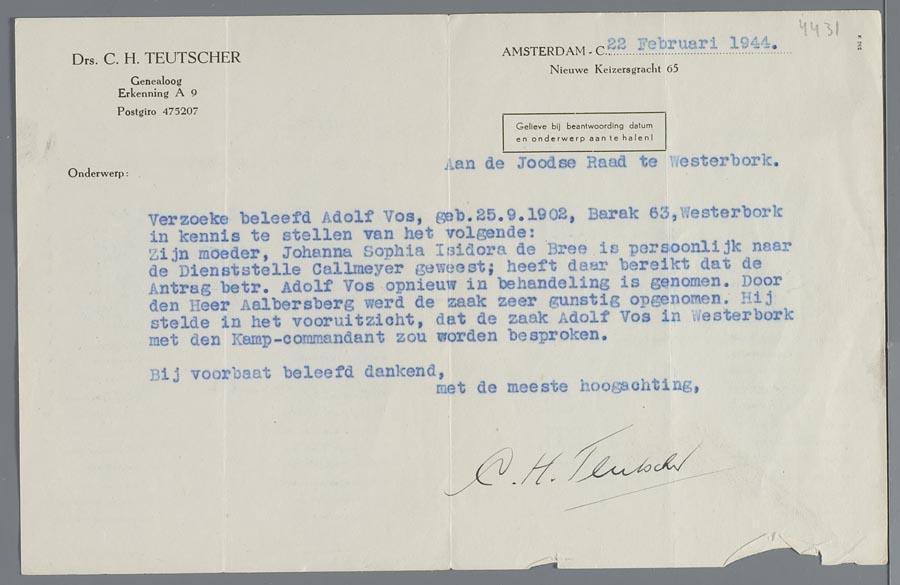 4431
Drs. C. H. TEUTSCHER
Genealoog
Erkenning A 9
Postgiro 475207
AMSTERDAM - C. 22 Februari 1944.
Nieuwe Keizersgracht 65
Gelieve bij beantwoording datum
en onderwerp aan te halen!
Aan de Joodse Raad te Westerbork.
Onderwerp:
Verzoeke beleefd Adolf Vos, geb.25.9.1902, Barak 63,Westerbork
in kennis te stellen van het volgende:
Zijn moeder, Johanna Sophia Isidora de Bree is persoonlijk naar
de Dienststelle Callmeyer geweest; heeft daar bereikt dat de
Antrag betr. Adolf Vos opnieuw in behandeling is genomen. Door
den Heer Aalbersberg werd de zaak zeer gunstig opgenomen. Hij
stelde in het vooruitzicht, dat de zaak Adolf Vos in Westerbork
met den Kamp-commandant zou worden besproken.
Bij voorbaat beleefd dankend,
met de meeste hoogachting,
C. H. Teutscher